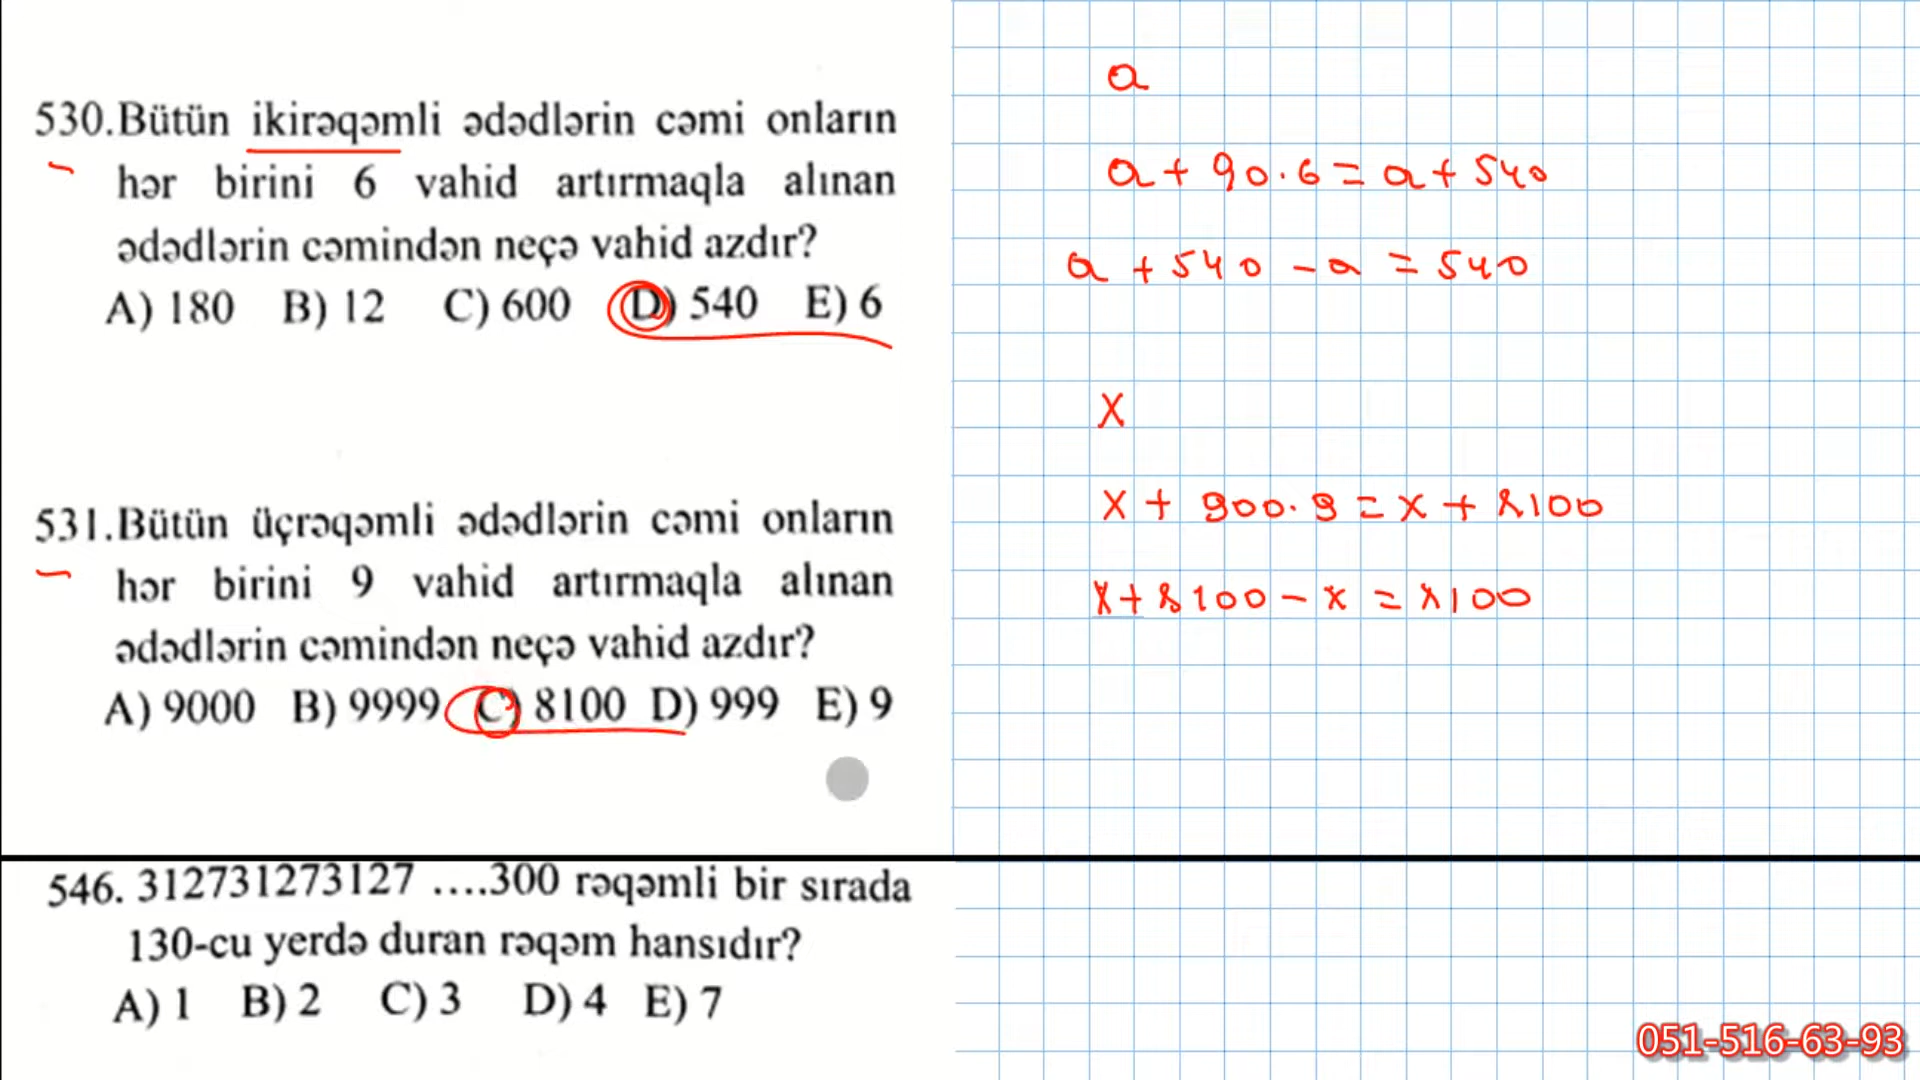 530.Bütün ikirəqəmli ədədlərin cəmi onların
hər birini 6 vahid artırmaqla alınan
ədədlərin cəmindən neçə vahid azdır?
A) 180 B) 12 C) 600 D) 540 E) 6
a
a + 90.6 = a + 540
a + 540 - a = 540
531.Bütün üçrəqəmli ədədlərin cəmi onların
hər birini 9 vahid artırmaqla alınan
ədədlərin cəmindən neçə vahid azdır?
A) 9000 B) 9999 C) 8100 D) 999 E) 9
x
x + 900.9 = x + 8100
x + 8100 - x = 8100
546. 312731273127 ....300 rəqəmli bir sırada
130-cu yerdə duran rəqəm hansıdır?
A) 1 B) 2 C) 3 D) 4 E) 7
051-516-63-93